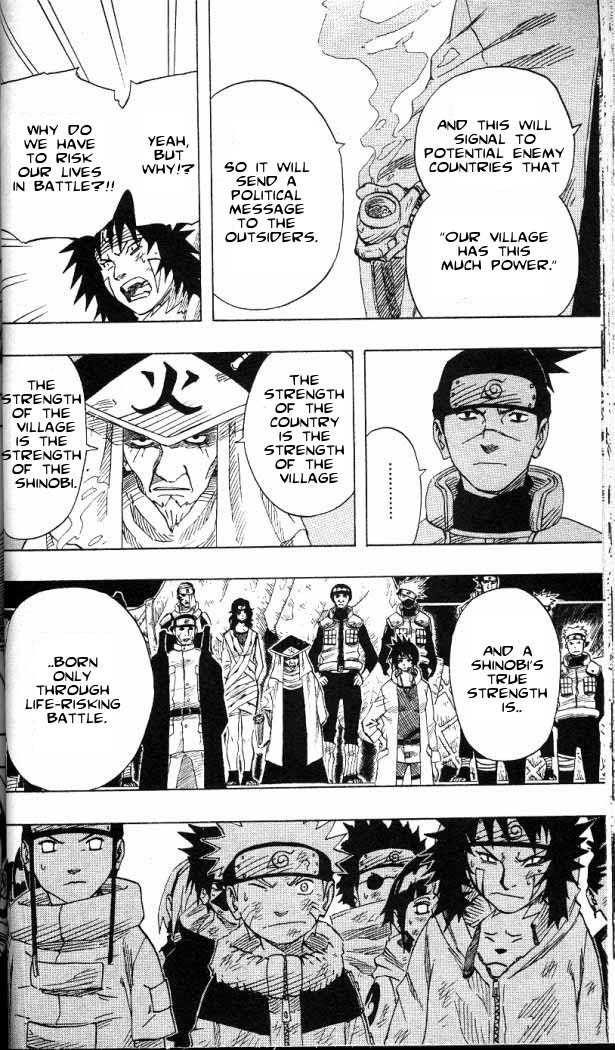 AND THIS WILL
SIGNAL TO
POTENTIAL ENEMY
COUNTRIES THAT
"OUR VILLAGE
HAS THIS
MUCH POWER."
SO IT WILL
SEND A
POLITICAL
MESSAGE
TO THE
OUTSIDERS.
YEAH,
BUT
WHY!?
WHY DO
WE HAVE
TO RISK
OUR LIVES
IN BATTLE?!!
..........
THE
STRENGTH
OF THE
COUNTRY
IS THE
STRENGTH
OF THE
VILLAGE
火
THE
STRENGTH
OF THE
VILLAGE
IS THE
STRENGTH
OF THE
SHINOBI.
AND A
SHINOBI'S
TRUE
STRENGTH
IS..
..BORN
ONLY
THROUGH
LIFE-RISKING
BATTLE.